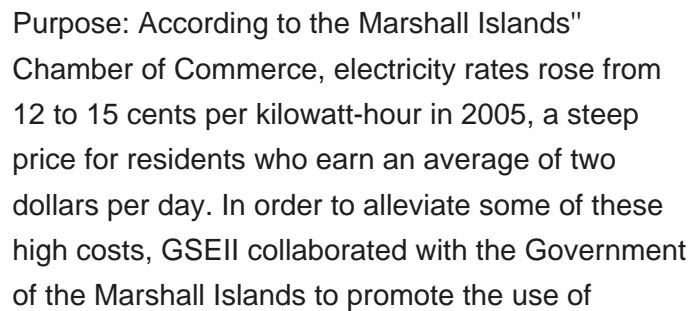 Purpose: According to the Marshall Islands"
Chamber of Commerce, electricity rates rose from
12 to 15 cents per kilowatt-hour in 2005, a steep
price for residents who earn an average of two
dollars per day. In order to alleviate some of these
high costs, GSEII collaborated with the Government
of the Marshall Islands to promote the use of